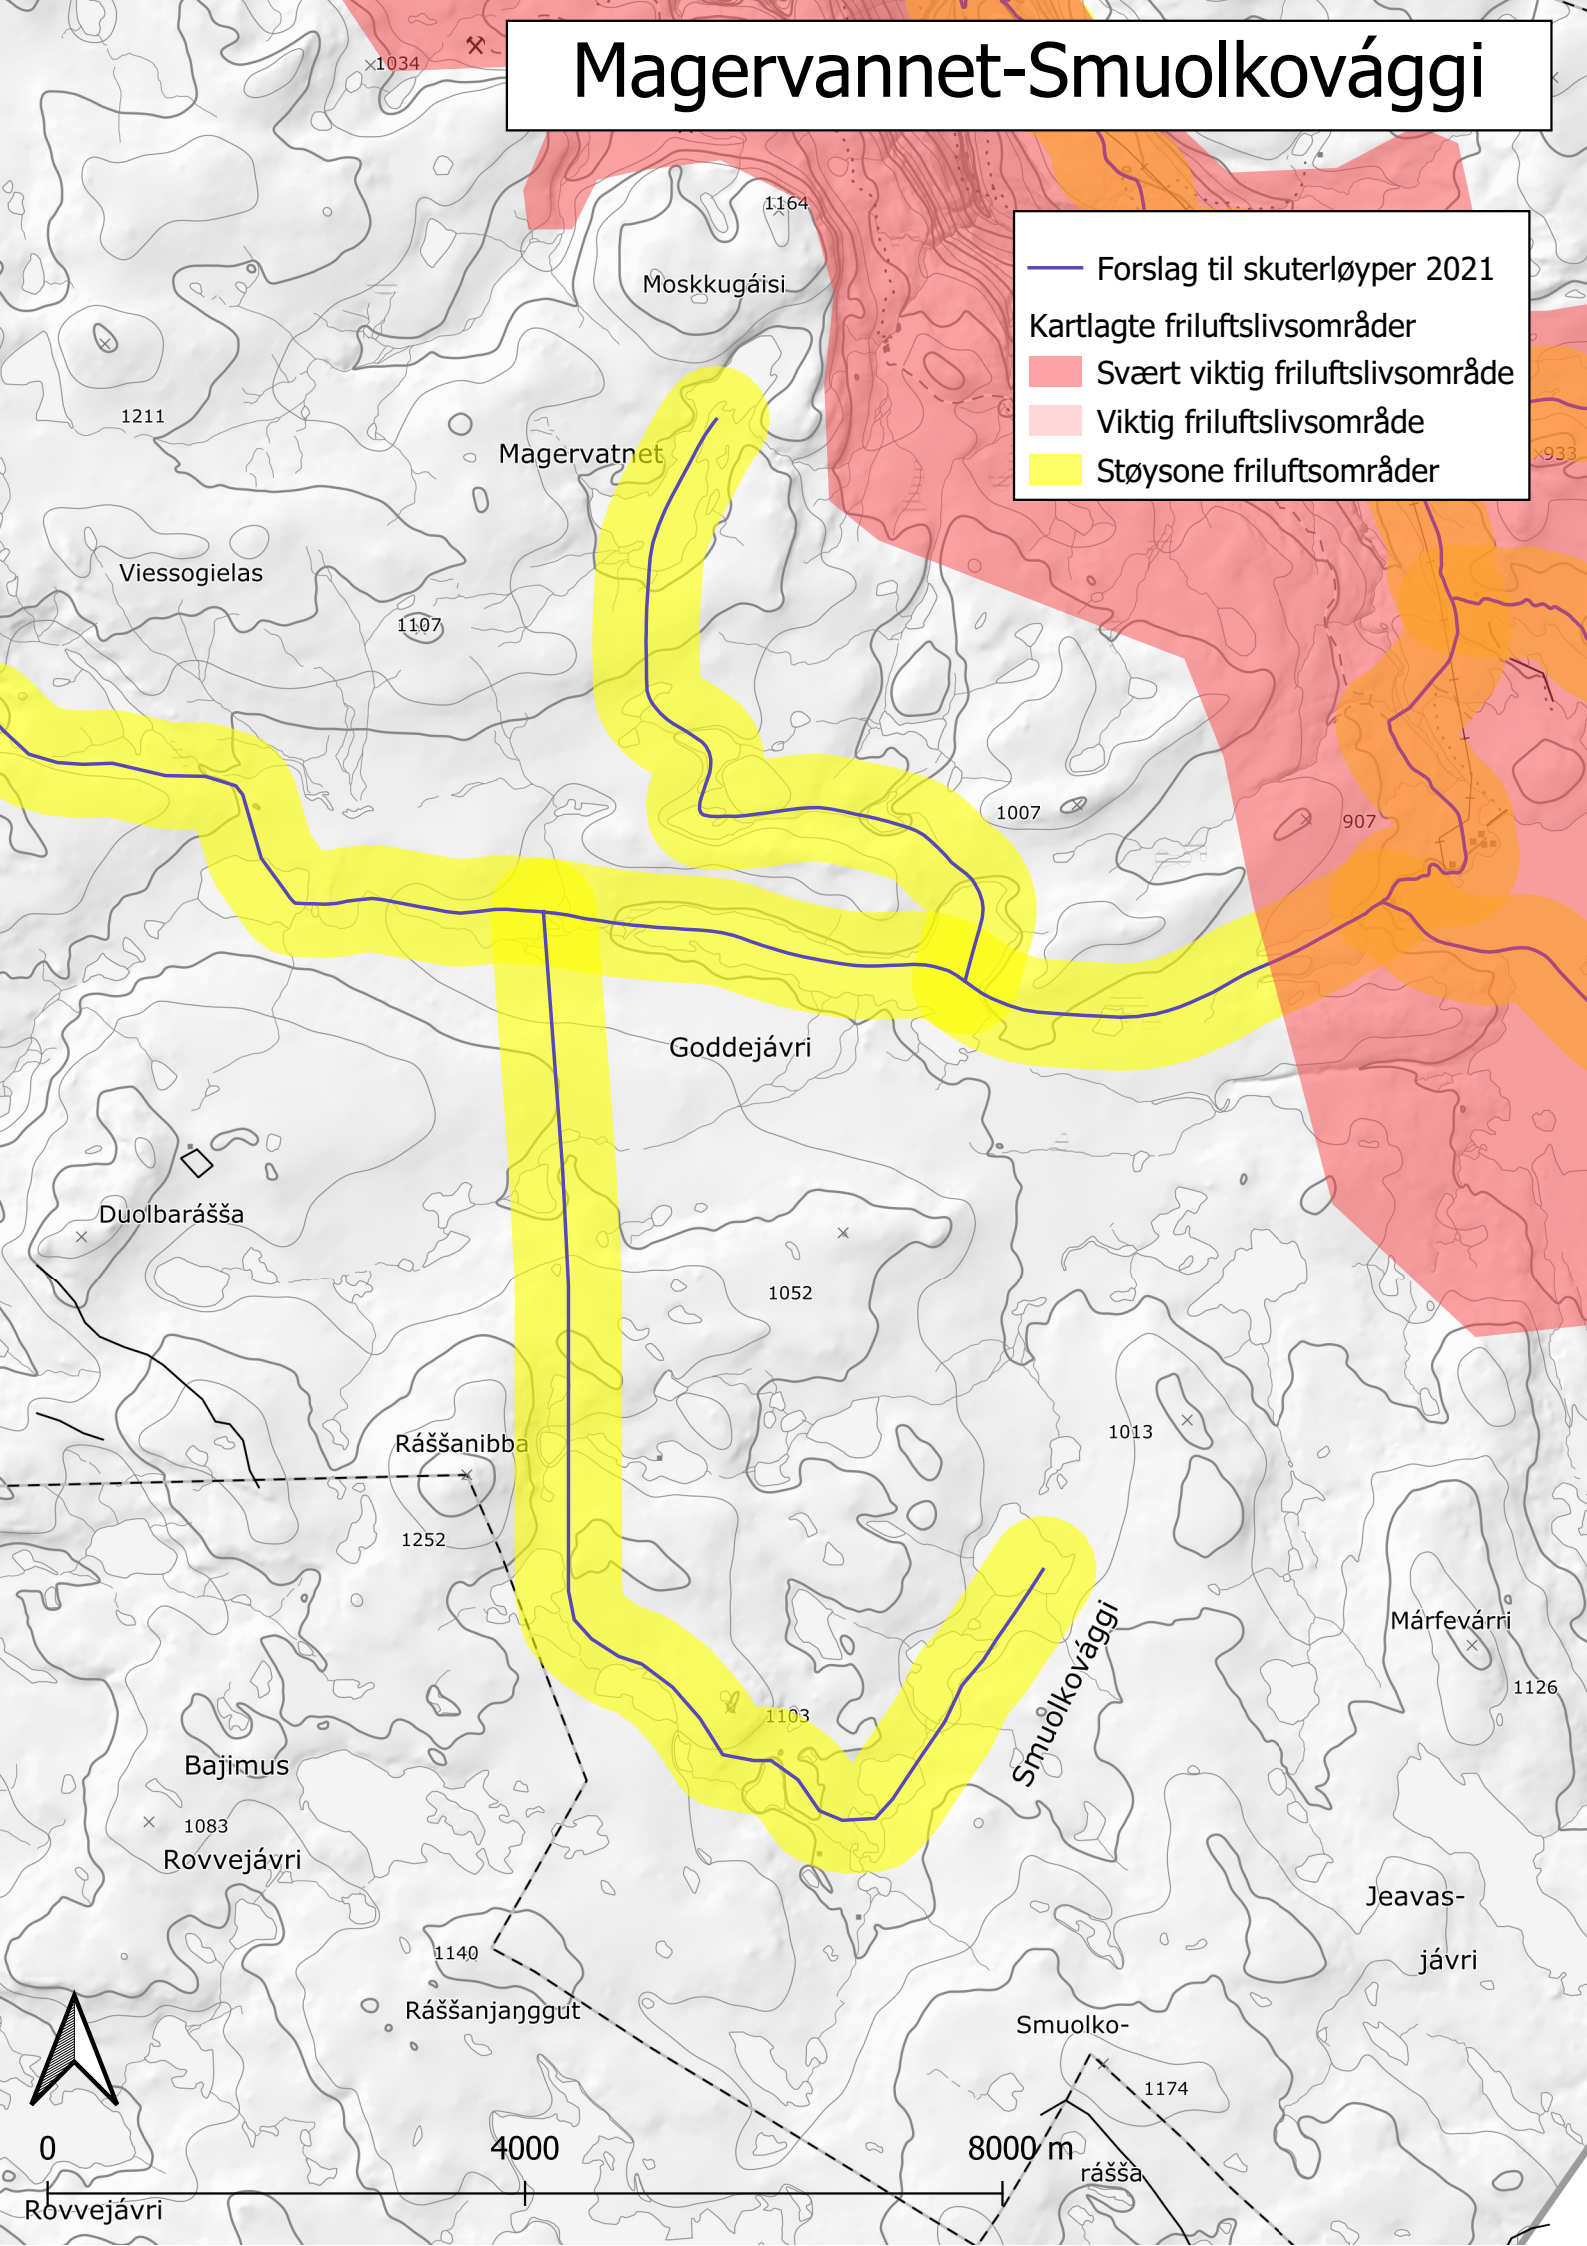 Magervannet-Smuolkovággi
1034
1164
Moskkugáisi
Forslag til skuterløyper 2021
Kartlagte friluftslivsområder
Svært viktig friluftslivsområde
Viktig friluftslivsområde
Støysone friluftsområder
1211
Magervatnet
933
Viessogielas
1107
1007
907
Goddejávri
Duolbarášša
1052
1013
Ráššanibba
1252
Márfevárri
1126
1103
Smuolkovággi
Bajimus
1083
Rovvejávri
Jeavas-
jávri
1140
Ráššanjaŋggut
Smuolko-
1174
rášša
0 4000 8000 m
Rovvejávri